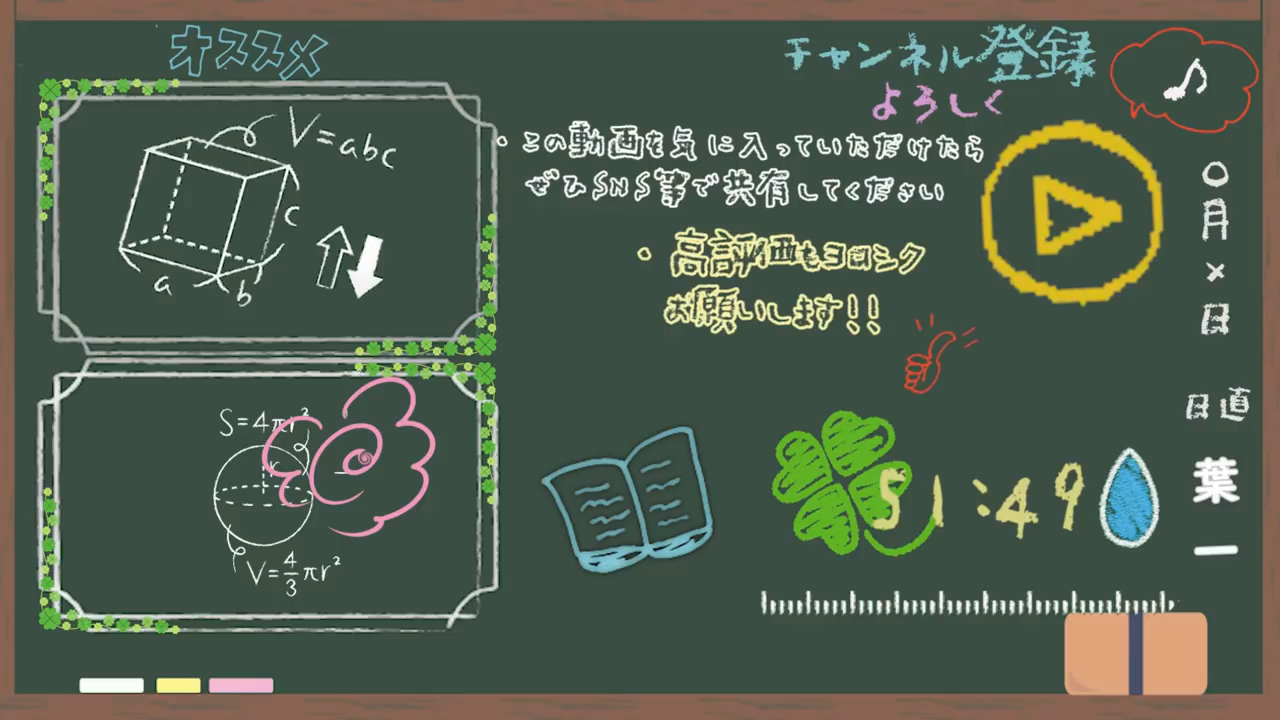 オススメ
V=abc
a
b
c
S=4πr²
r
V=4/3πr²
チャンネル登録
よろしく
・この動画を気に入っていただけたら
ぜひSNS等で共有してください
・高評価もヨロシク
お願いします!!
51:49
〇月×日
日直
葉一